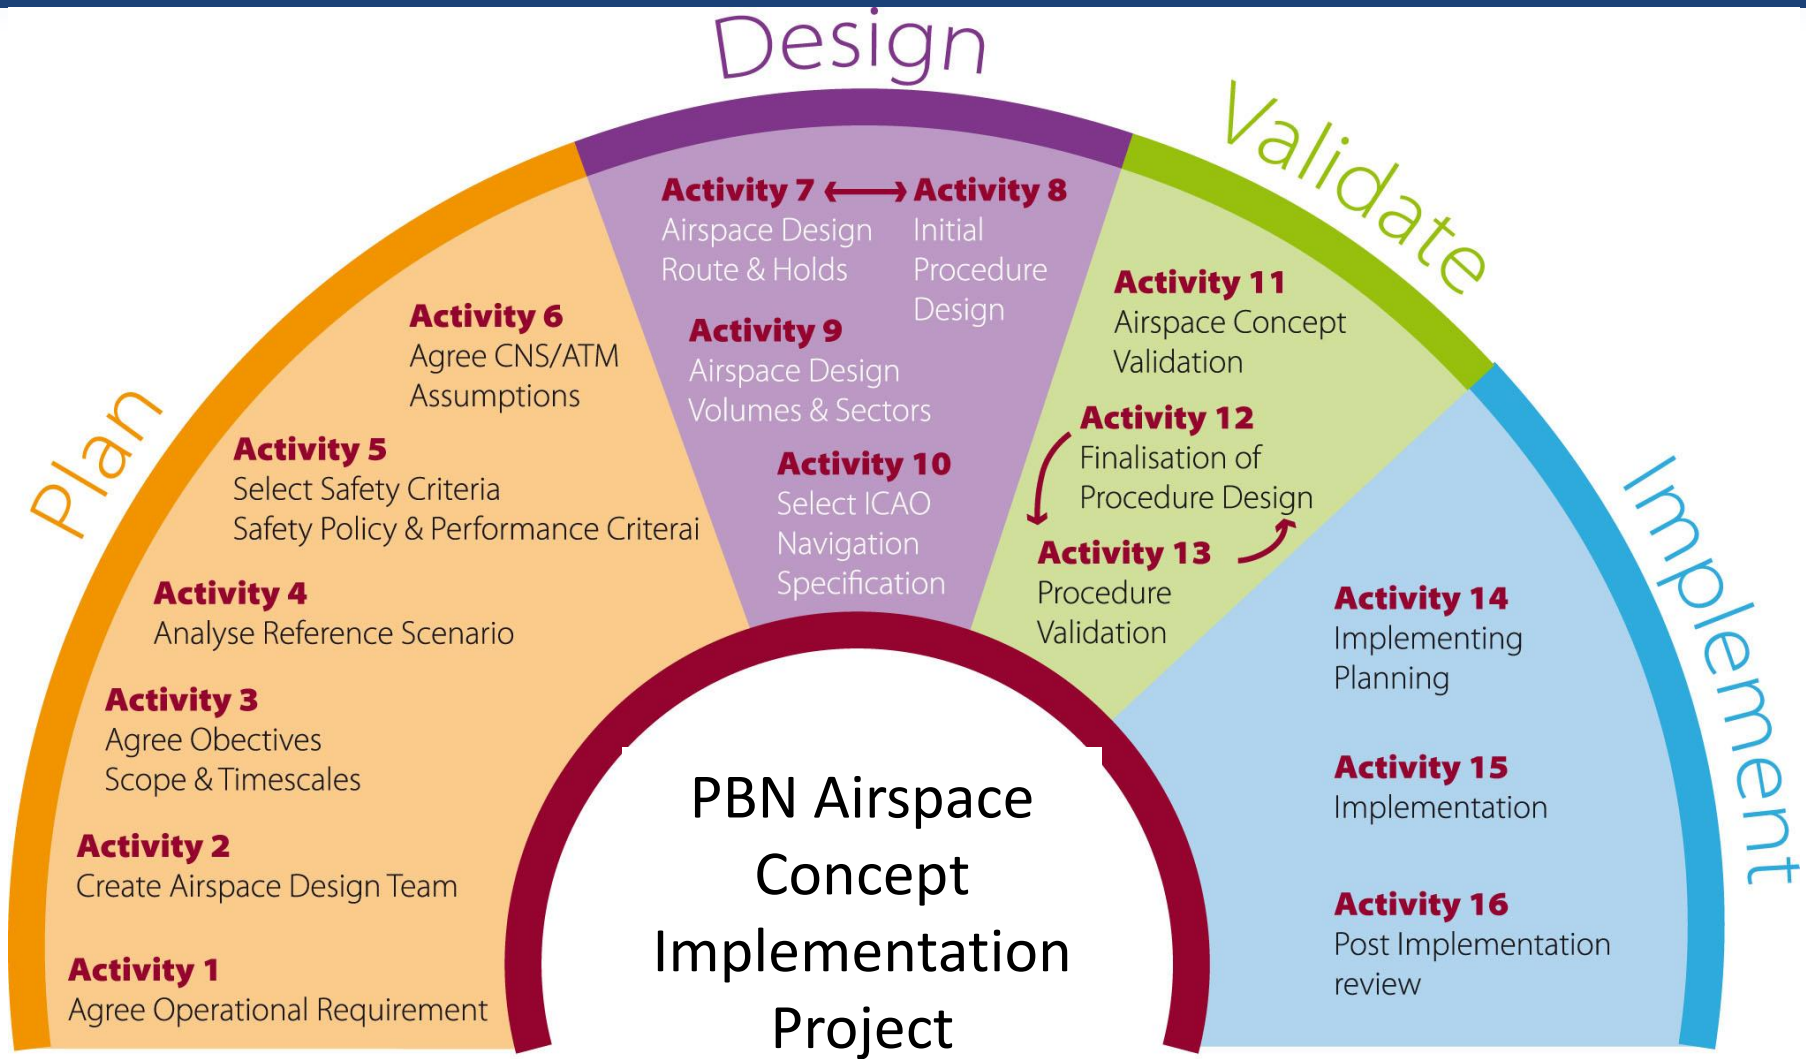 Plan
Activity 1
Agree Operational Requirement
Activity 2
Create Airspace Design Team
Activity 3
Agree Obectives
Scope & Timescales
Activity 4
Analyse Reference Scenario
Activity 5
Select Safety Criteria
Safety Policy & Performance Criterai
Activity 6
Agree CNS/ATM
Assumptions
Design
Activity 7
Airspace Design
Route & Holds
Activity 8
Initial
Procedure
Design
Activity 9
Airspace Design
Volumes & Sectors
Activity 10
Select ICAO
Navigation
Specification
Validate
Activity 11
Airspace Concept
Validation
Activity 12
Finalisation of
Procedure Design
Activity 13
Procedure
Validation
Implement
Activity 14
Implementing
Planning
Activity 15
Implementation
Activity 16
Post Implementation
review
PBN Airspace
Concept
Implementation
Project